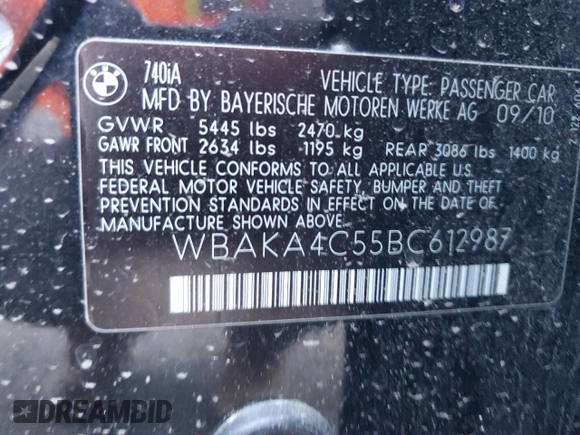 740iA VEHICLE TYPE: PASSENGER CAR
MFD BY BAYERISCHE MOTOREN WERKE AG 09/10
GVWR 5445 lbs 2470 kg
GAWR FRONT 2634 lbs 1195 kg REAR 3086 lbs 1400 kg
THIS VEHICLE CONFORMS TO ALL APPLICABLE U.S.
FEDERAL MOTOR VEHICLE SAFETY, BUMPER AND THEFT
PREVENTION STANDARDS IN EFFECT ON THE DATE OF
MANUFACTURE SHOWN ABOVE.
WBAKA4C55BC612987
DREAMBID